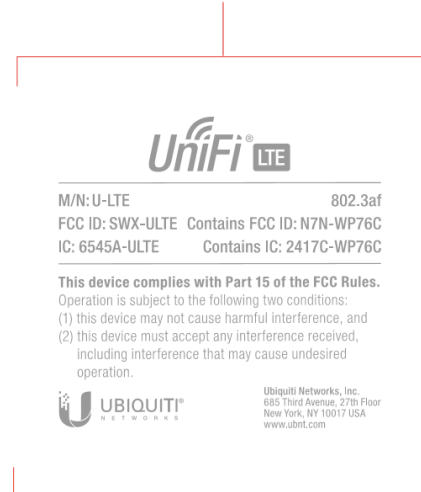 UniFi® LTE
M/N: U-LTE 802.3af
FCC ID: SWX-ULTE Contains FCC ID: N7N-WP76C
IC: 6545A-ULTE Contains IC: 2417C-WP76C
This device complies with Part 15 of the FCC Rules.
Operation is subject to the following two conditions:
(1) this device may not cause harmful interference, and
(2) this device must accept any interference received,
including interference that may cause undesired
operation.
UBIQUITI®
NETWORKS
Ubiquiti Networks, Inc.
685 Third Avenue, 27th Floor
New York, NY 10017 USA
www.ubnt.com